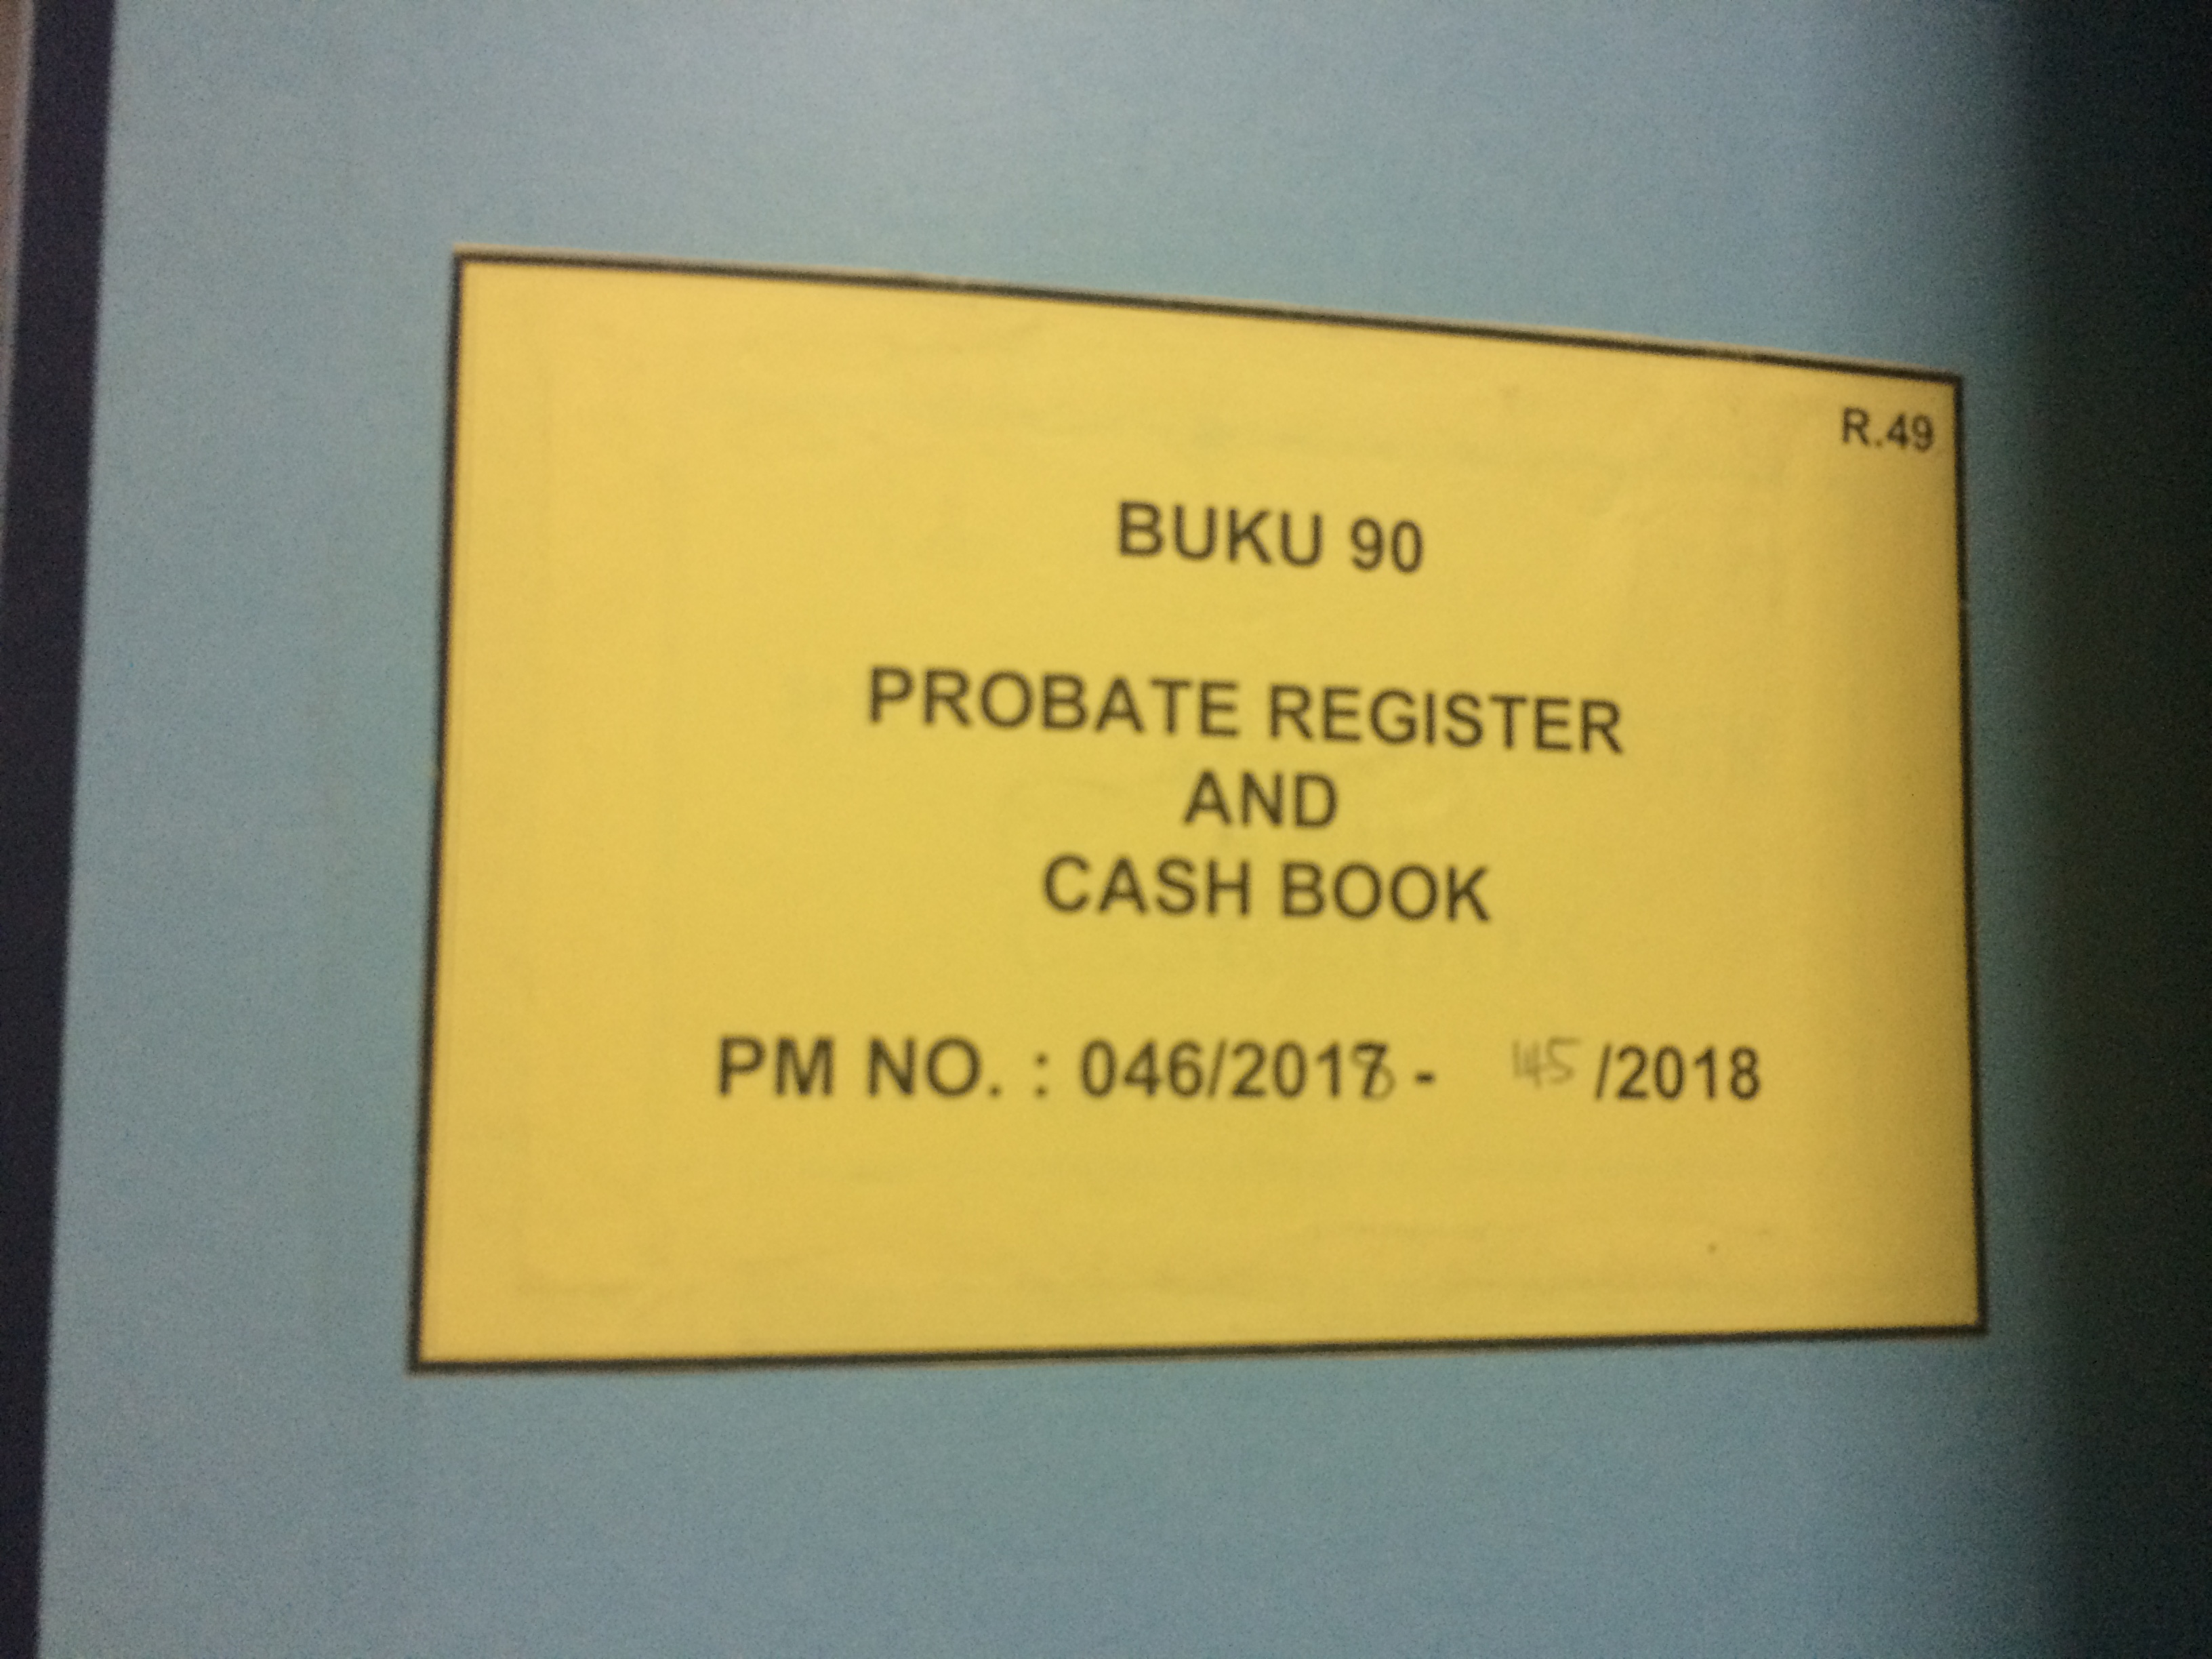 R.49
BUKU 90
PROBATE REGISTER
AND
CASH BOOK
PM NO. : 046/2018 - 145 /2018